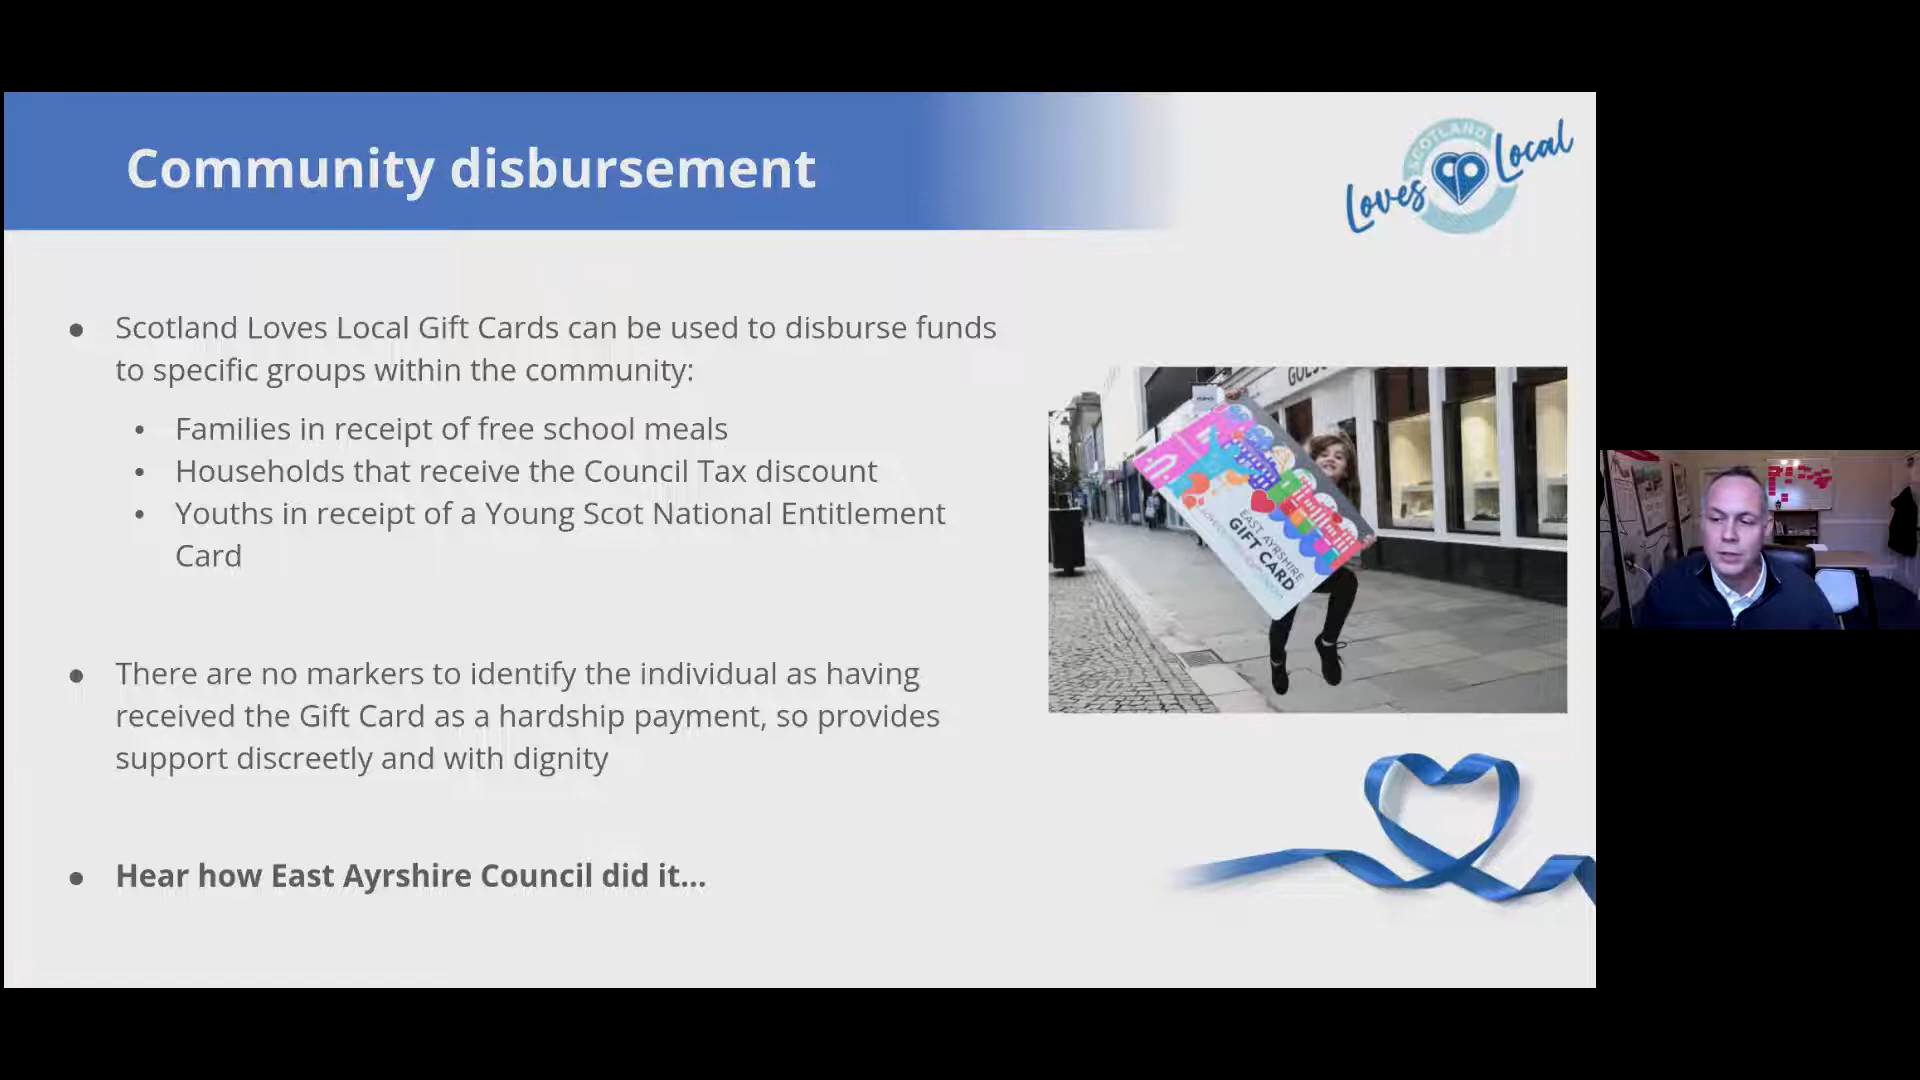 Community disbursement
SCOTLAND
Loves Local
Scotland Loves Local Gift Cards can be used to disburse funds
to specific groups within the community:
Families in receipt of free school meals
Households that receive the Council Tax discount
Youths in receipt of a Young Scot National Entitlement
Card
There are no markers to identify the individual as having
received the Gift Card as a hardship payment, so provides
support discreetly and with dignity
Hear how East Ayrshire Council did it...
EAST AYRSHIRE
GIFT CARD